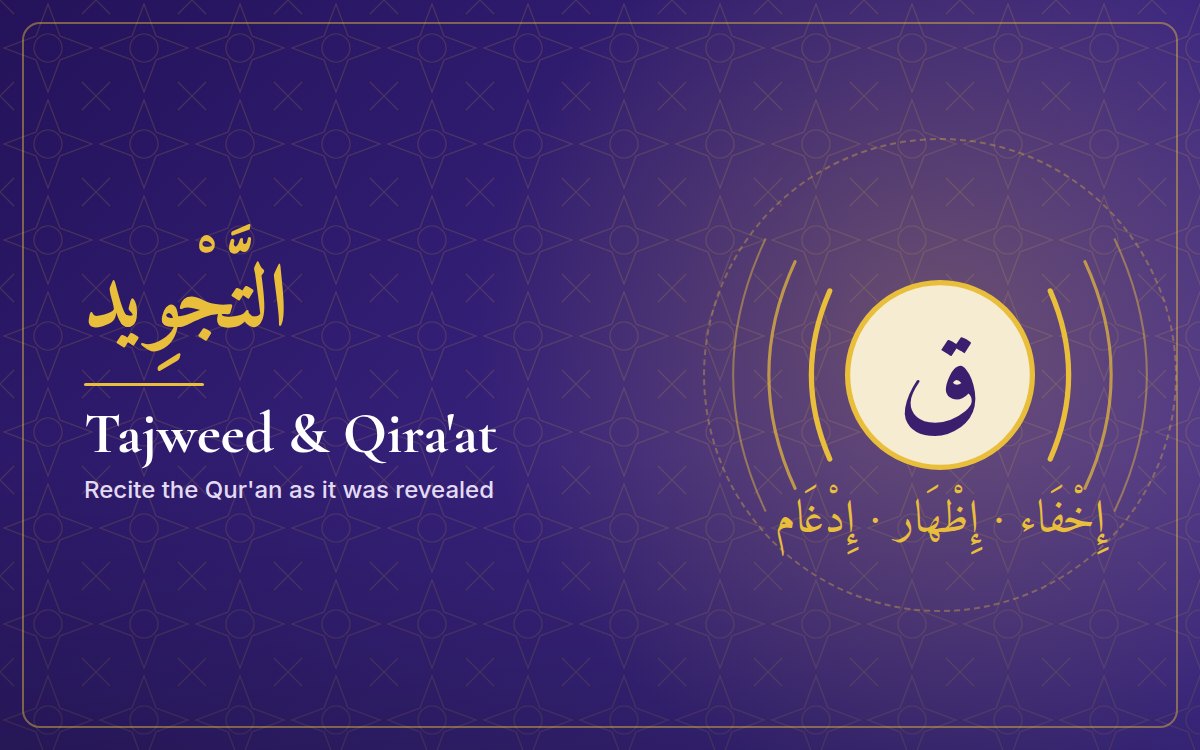 التَّجْوِيد
Tajweed & Qira'at
Recite the Qur'an as it was revealed
ق
إِخْفَاء · إِظْهَار · إِدْغَام